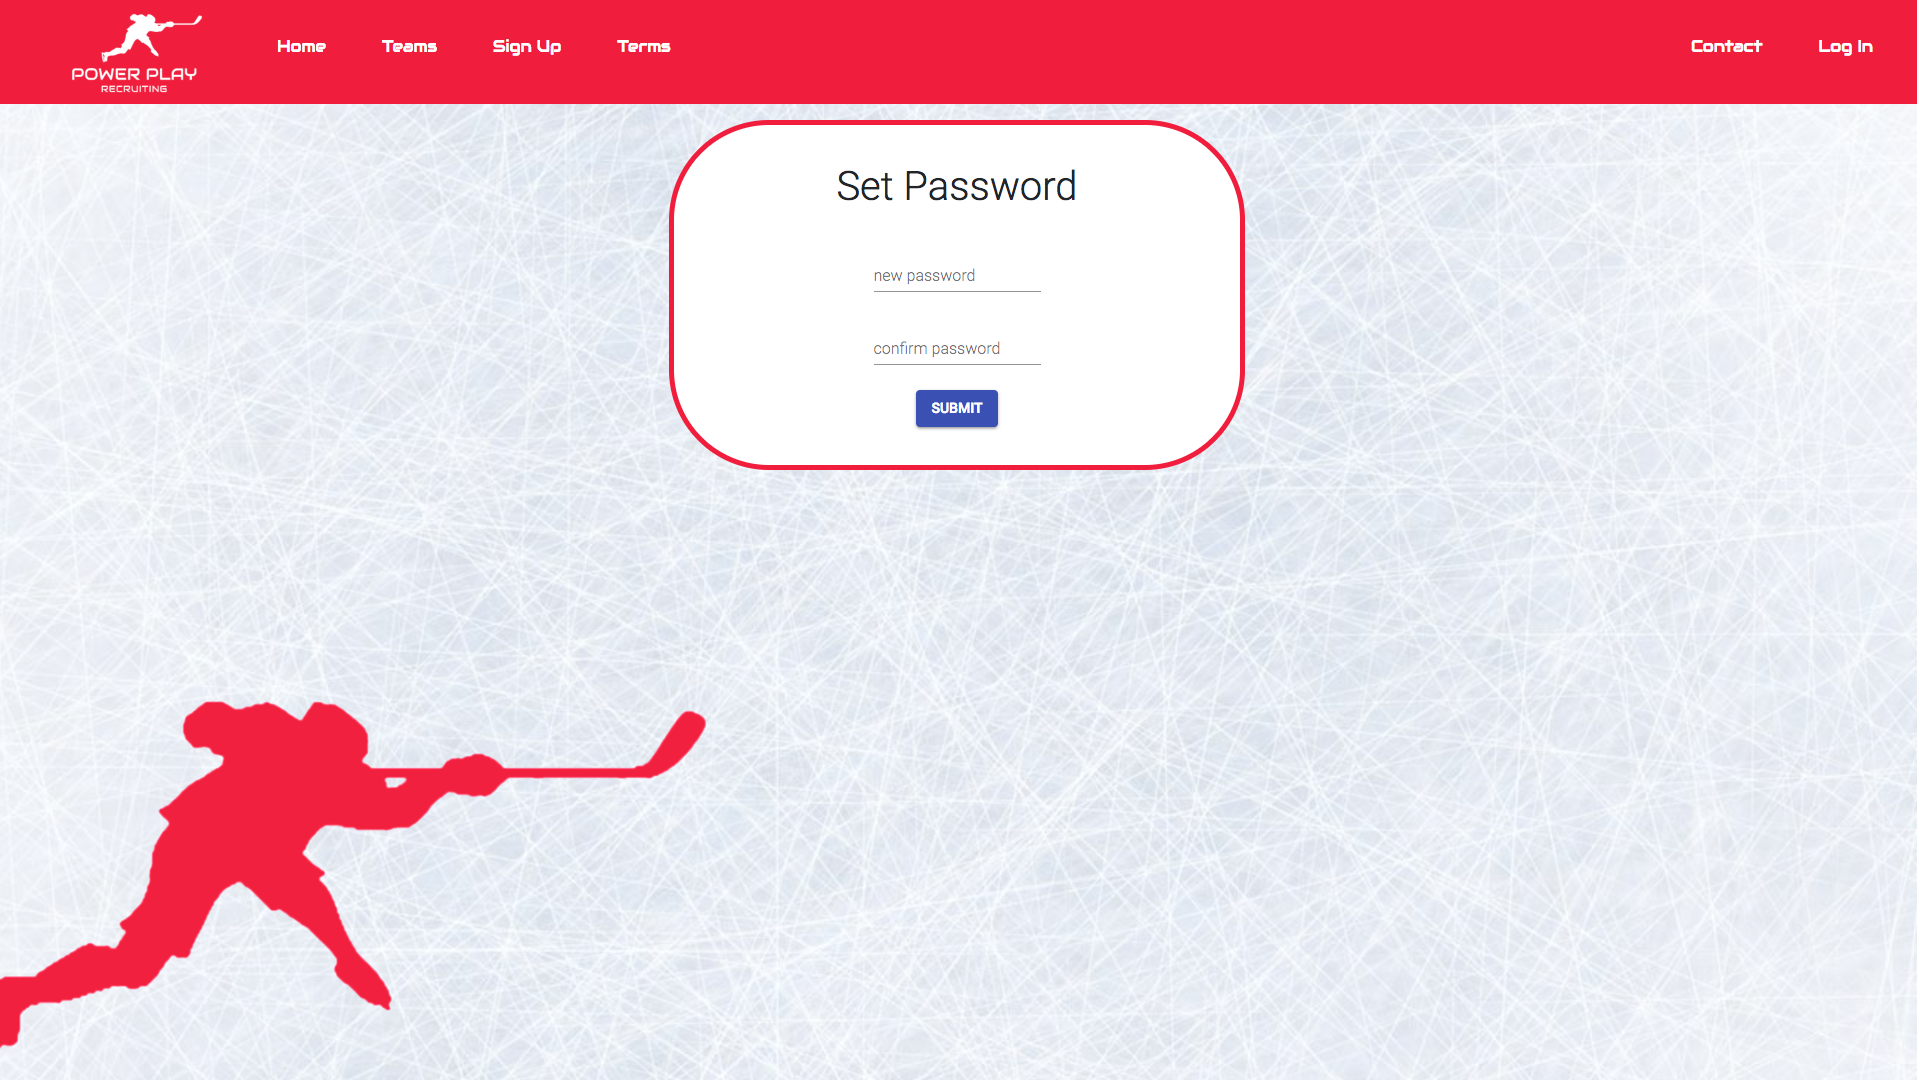 Home
Teams
Sign Up
Terms
Contact
Log In
POWER PLAY
RECRUITING
Set Password
new password
confirm password
SUBMIT